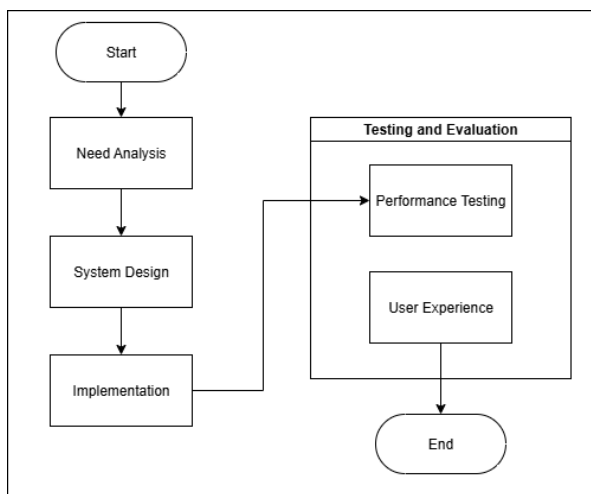 Start
Need Analysis
System Design
Implementation
Testing and Evaluation
Performance Testing
User Experience
End